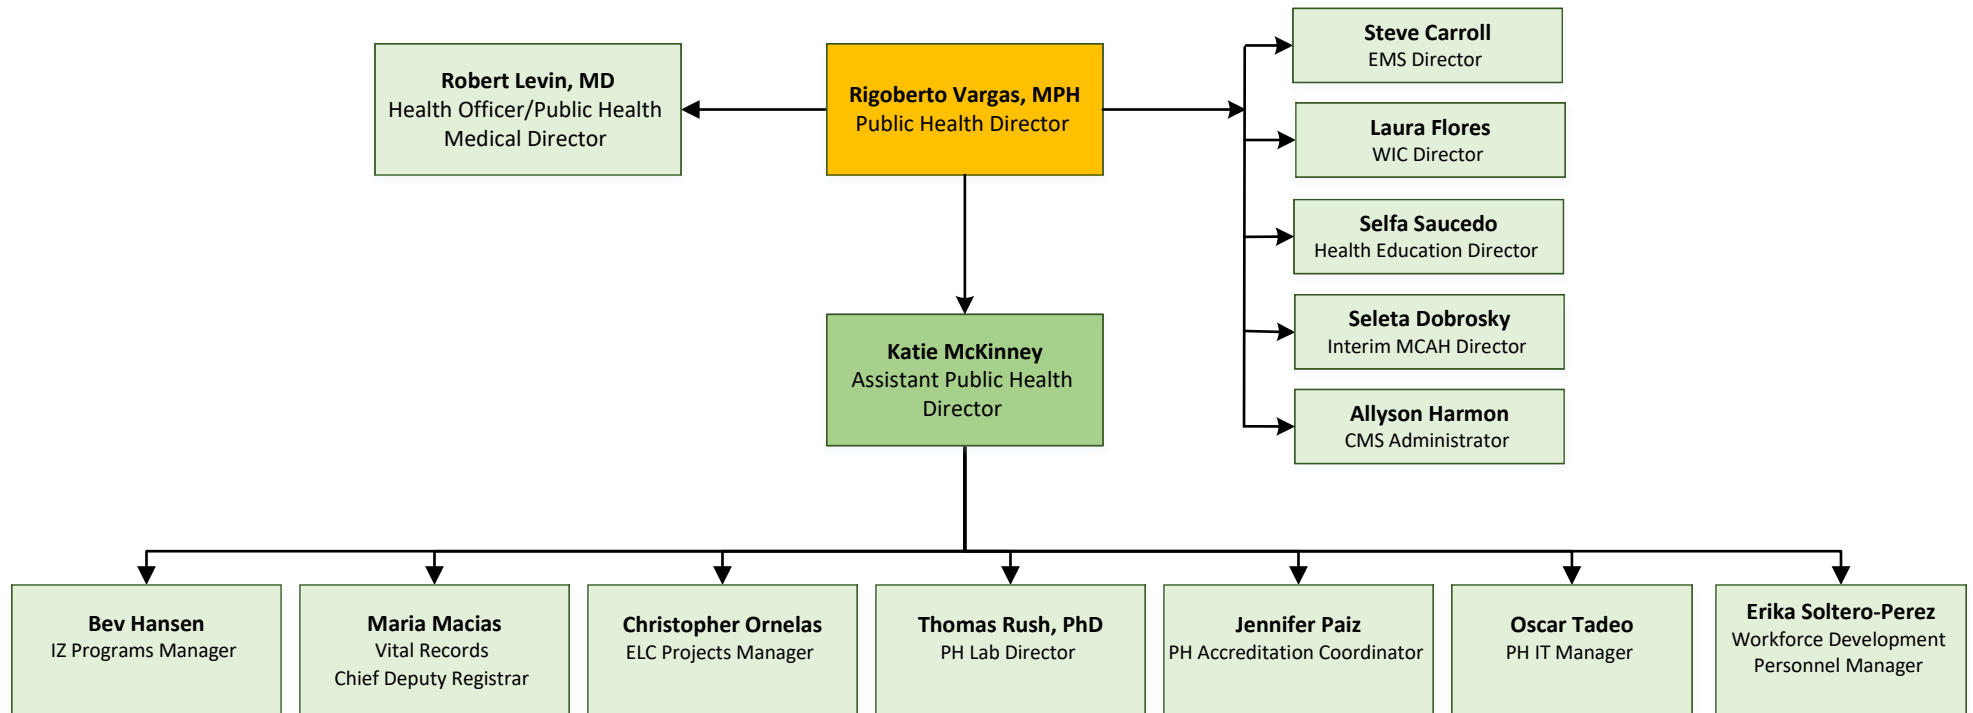 Robert Levin, MD
Health Officer/Public Health
Medical Director
Rigoberto Vargas, MPH
Public Health Director
Steve Carroll
EMS Director
Laura Flores
WIC Director
Selfa Saucedo
Health Education Director
Seleta Dobrosky
Interim MCAH Director
Allyson Harmon
CMS Administrator
Katie McKinney
Assistant Public Health
Director
Bev Hansen
IZ Programs Manager
Maria Macias
Vital Records
Chief Deputy Registrar
Christopher Ornelas
ELC Projects Manager
Thomas Rush, PhD
PH Lab Director
Jennifer Paiz
PH Accreditation Coordinator
Oscar Tadeo
PH IT Manager
Erika Soltero-Perez
Workforce Development
Personnel Manager